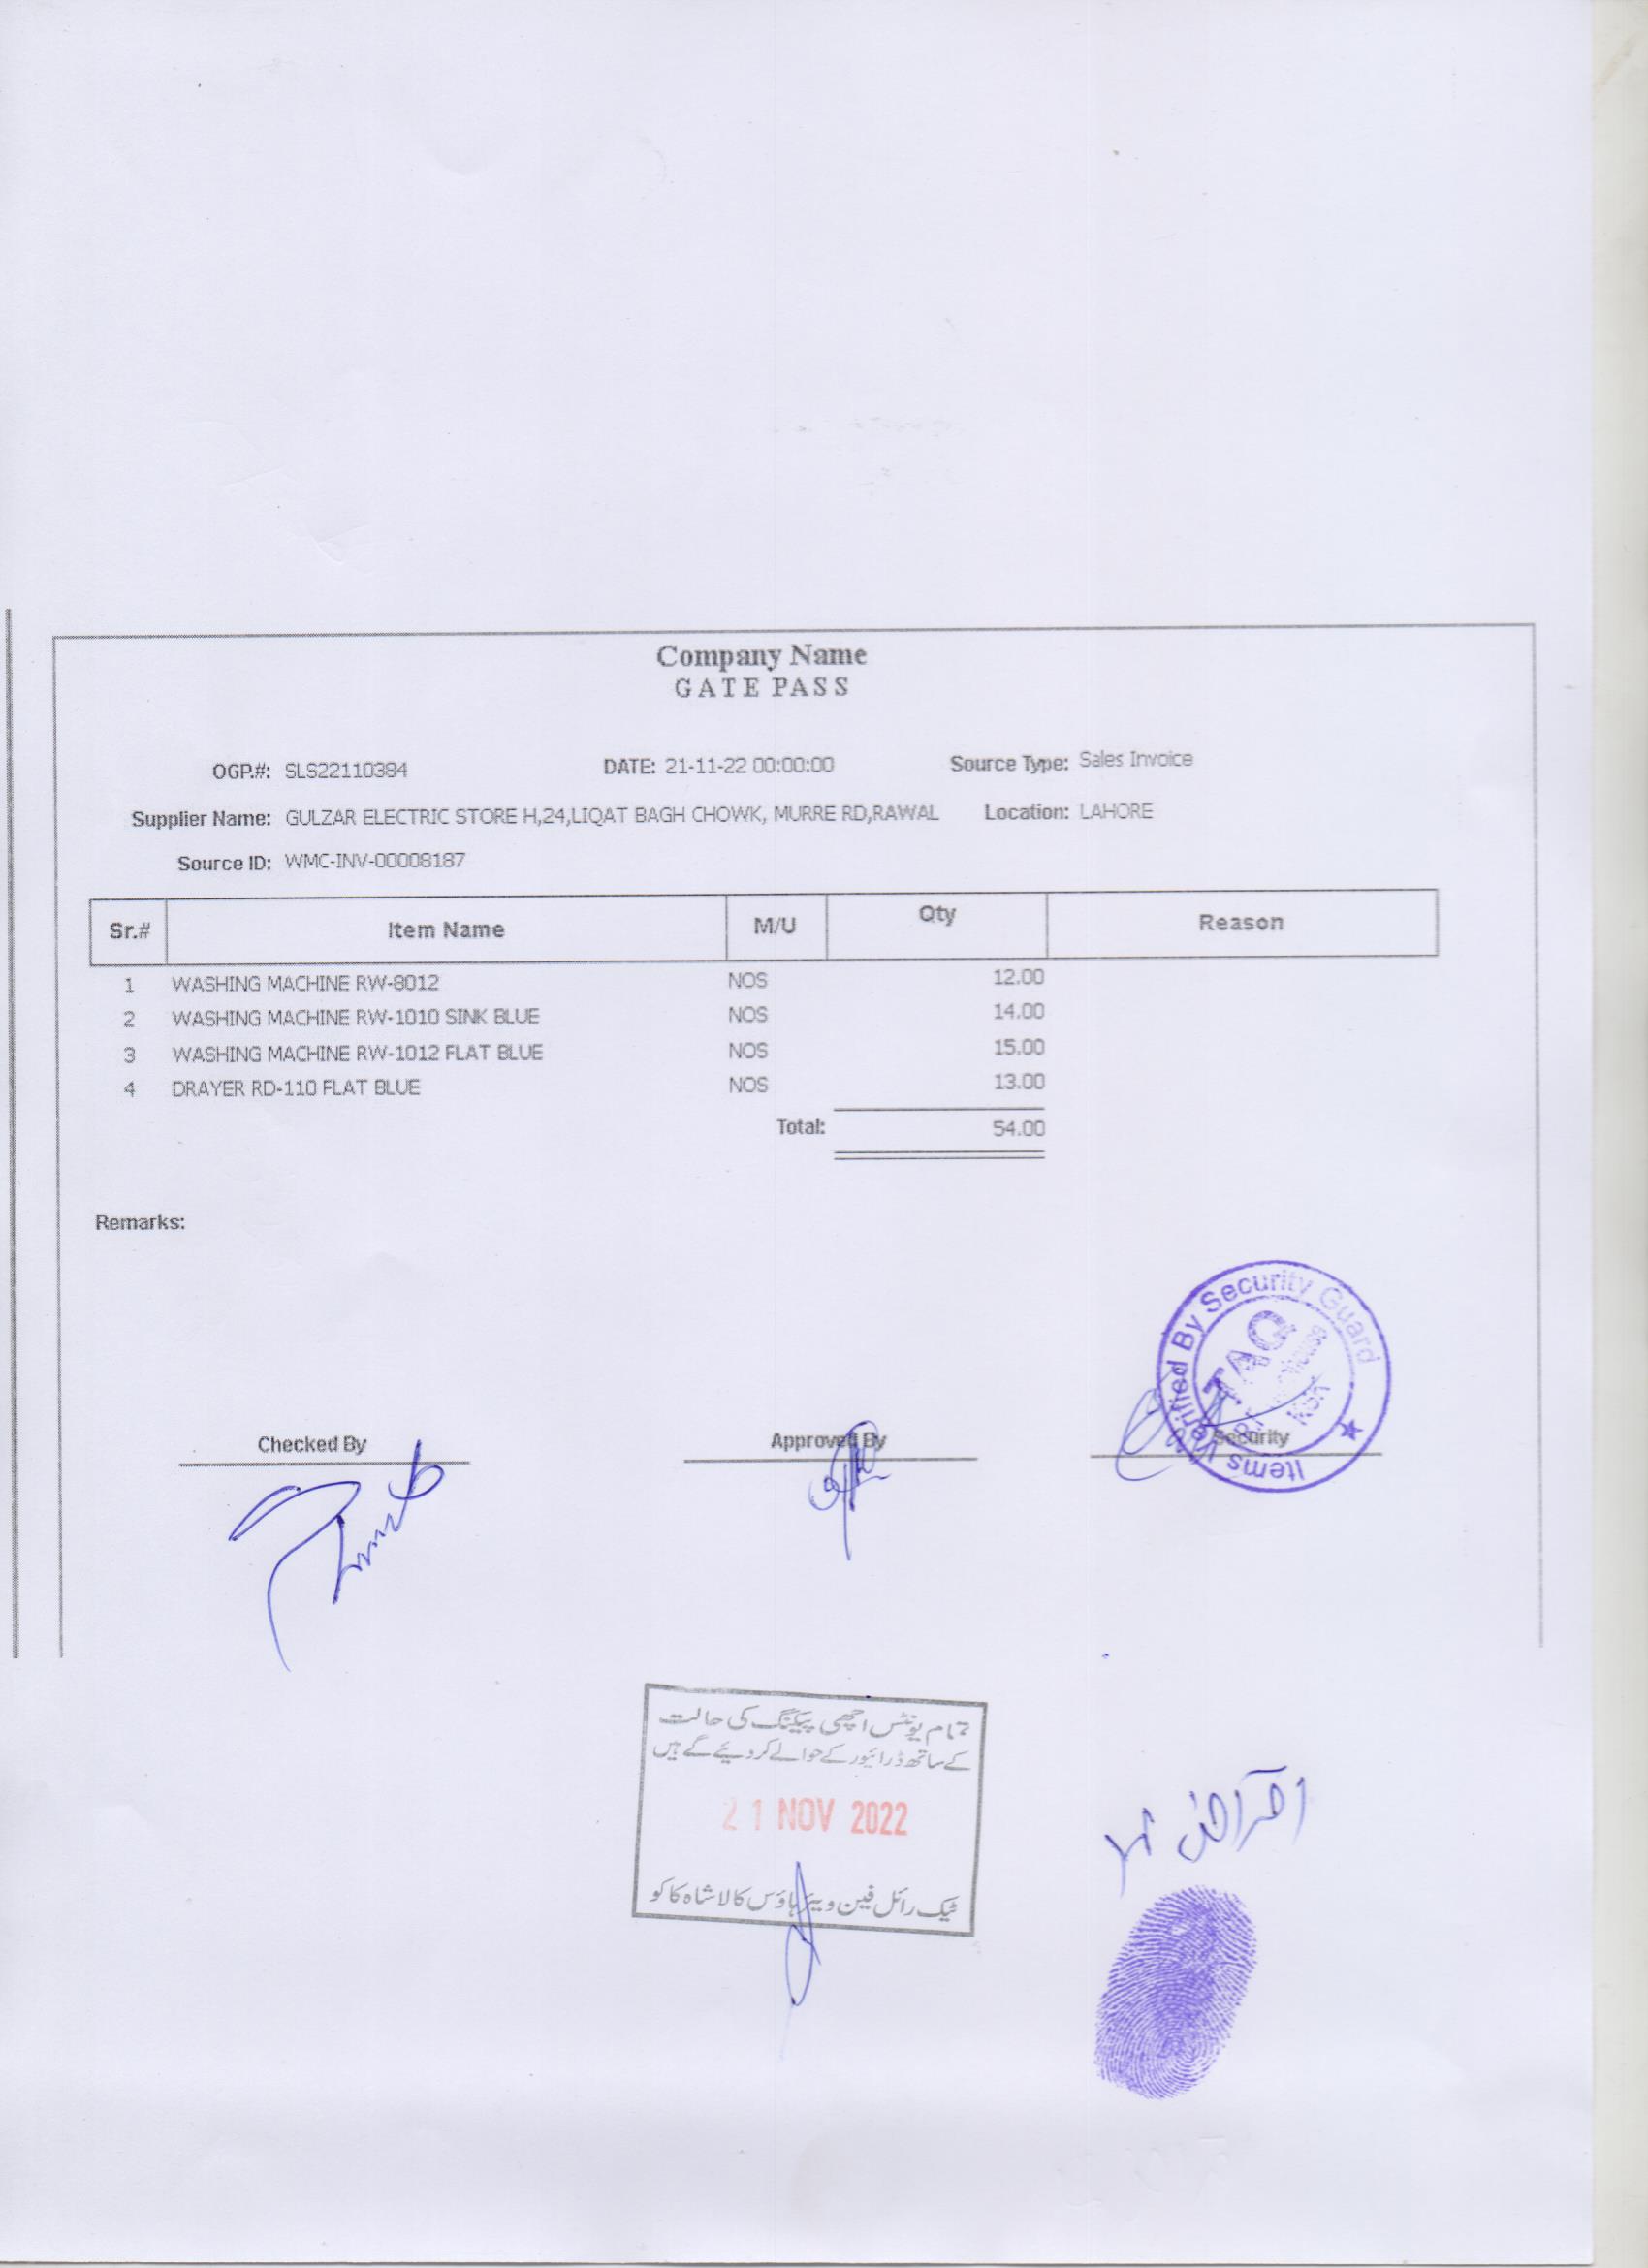 Company Name
GATE PASS
OGP.#: SLS22110384 DATE: 21-11-22 00:00:00 Source Type: Sales Invoice
Supplier Name: GULZAR ELECTRIC STORE H,24,LIQAT BAGH CHOWK, MURRE RD,RAWAL Location: LAHORE
Source ID: WMC-INV-00008187
Sr.# Item Name M/U Qty Reason
1 WASHING MACHINE RW-8012 NOS 12.00
2 WASHING MACHINE RW-1010 SINK BLUE NOS 14.00
3 WASHING MACHINE RW-1012 FLAT BLUE NOS 15.00
4 DRAYER RD-110 FLAT BLUE NOS 13.00
Total: 54.00
Remarks:
Items Verified By Security Guard
TAG
KSK
Checked By Approved By Security
تمام یونٹس اچھی پیکنگ کی حالت
کے ساتھ ڈرائیور کے حوالے کر دیئے گے ہیں
21 NOV 2022
ٹیک رائل فین ویئر ہاؤس کالا شاہ کاکو